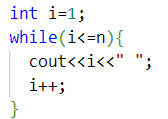 int i=1;
while(i<=n){
  cout<<i<<" ";
  i++;
}